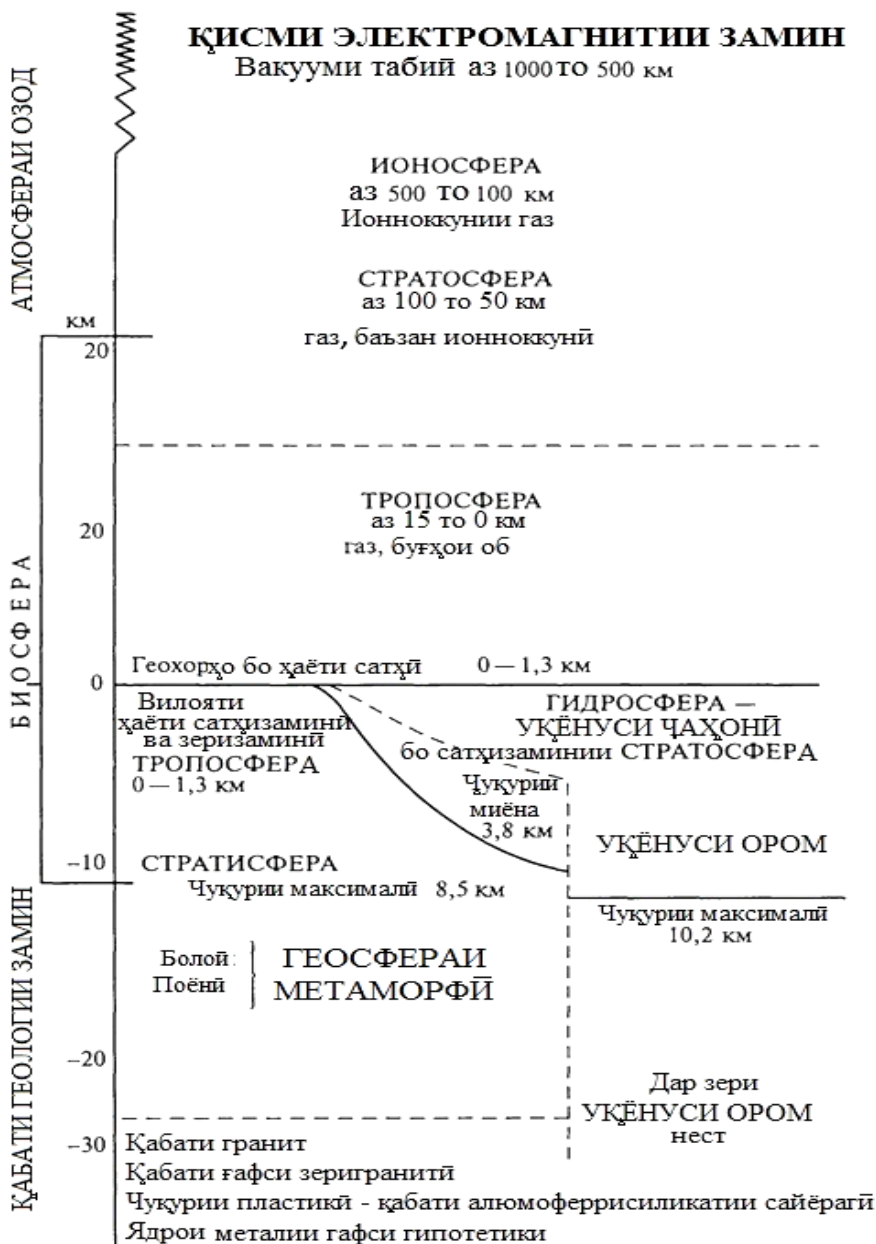 ҚИСМИ ЭЛЕКТРОМАГНИТИИ ЗАМИН
Вакууми табиӣ аз 1000 то 500 км
АТМОСФЕРАИ ОЗОД
ИОНОСФЕРА
аз 500 то 100 км
Ионноккунии газ
СТРАТОСФЕРА
аз 100 то 50 км
газ, баъзан ионноккунӣ
км
20
ТРОПОСФЕРА
аз 15 то 0 км
газ, буғҳои об
20
БИОСФЕРА
Геохорҳо бо ҳаёти сатҳӣ 0 — 1,3 км
0
Вилояти
ҳаёти сатҳизаминӣ
ва зеризаминӣ
ТРОПОСФЕРА
0 — 1,3 км
ГИДРОСФЕРА —
УҚЁНУСИ ҶАҲОНӢ
бо сатҳизаминии СТРАТОСФЕРА
Чуқурии
миёна
3,8 км
УҚЁНУСИ ОРОМ
–10
СТРАТИСФЕРА
Чуқурии максималӣ 8,5 км
Чуқурии максималӣ
10,2 км
ҚАБАТИ ГЕОЛОГИИ ЗАМИН
Болоӣ:
Поёнӣ
ГЕОСФЕРАИ
МЕТАМОРФӢ
–20
Дар зери
УҚЁНУСИ ОРОМ
нест
–30
Қабати гранит
Қабати ғафси зеригранитӣ
Чуқурии пластикӣ - қабати алюмоферрисиликатии сайёрагӣ
Ядрои металии гафси гипотетики